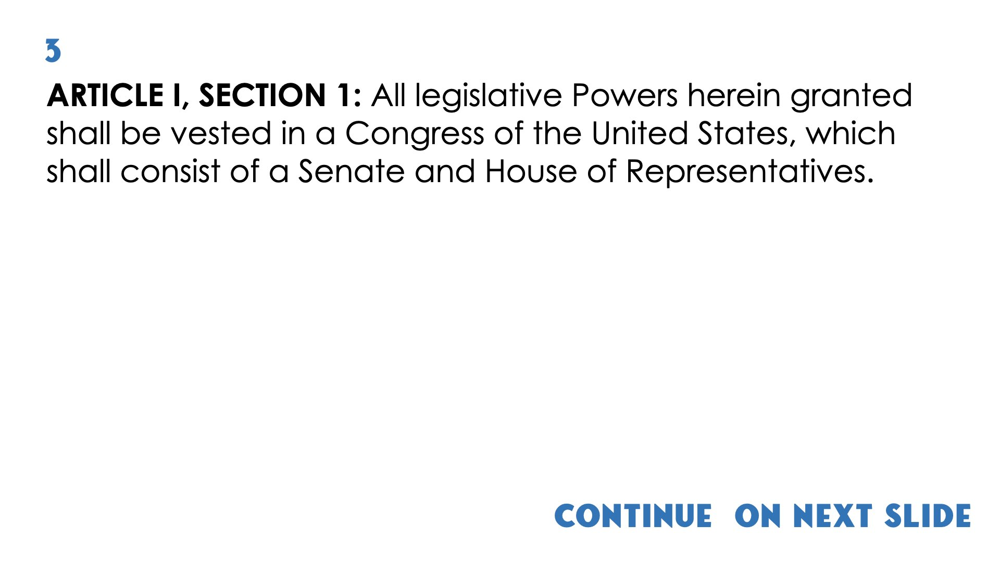 3
ARTICLE I, SECTION 1: All legislative Powers herein granted
shall be vested in a Congress of the United States, which
shall consist of a Senate and House of Representatives.
CONTINUE ON NEXT SLIDE